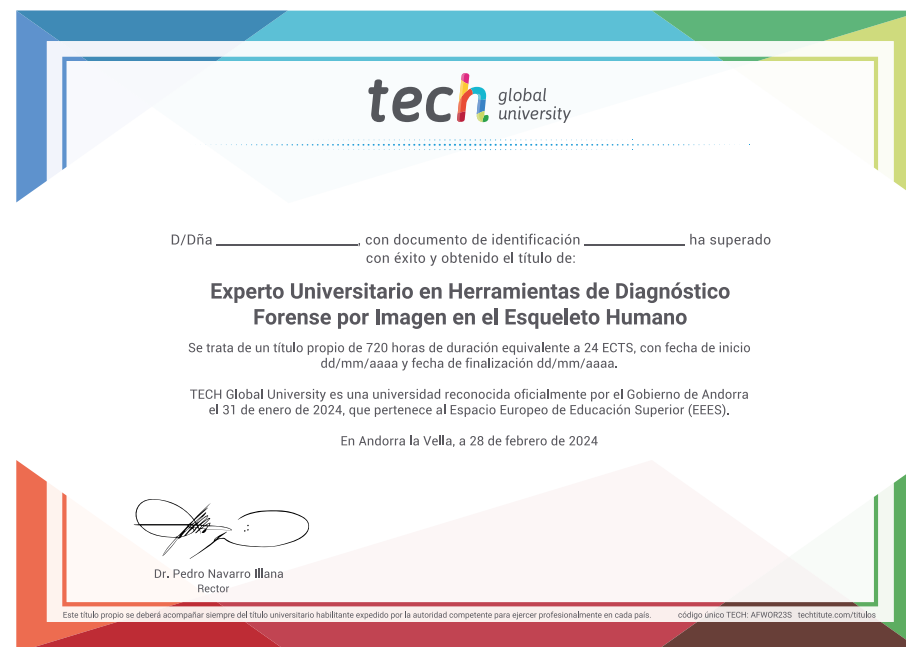 tech global
university
D/Dña ____________________, con documento de identificación ______________ ha superado
con éxito y obtenido el título de:
Experto Universitario en Herramientas de Diagnóstico
Forense por Imagen en el Esqueleto Humano
Se trata de un título propio de 720 horas de duración equivalente a 24 ECTS, con fecha de inicio
dd/mm/aaaa y fecha de finalización dd/mm/aaaa.
TECH Global University es una universidad reconocida oficialmente por el Gobierno de Andorra
el 31 de enero de 2024, que pertenece al Espacio Europeo de Educación Superior (EEES).
En Andorra la Vella, a 28 de febrero de 2024
Dr. Pedro Navarro Illana
Rector
Este título propio se deberá acompañar siempre del título universitario habilitante expedido por la autoridad competente para ejercer profesionalmente en cada país. código único TECH: AFWOR23S techtitute.com/titulos